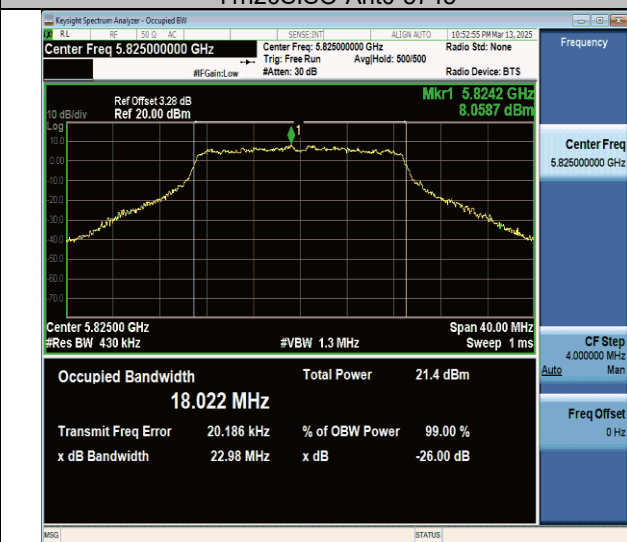 11n20SISO-Ant0-5745
Keysight Spectrum Analyzer - Occupied BW
RL RF 50 Ω AC SENSE:INT ALIGN AUTO 10:52:55 PM Mar 13, 2025
Center Freq 5.825000000 GHz
Center Freq: 5.825000000 GHz
Radio Std: None
Trig: Free Run Avg|Hold: 500/500
#IFGain:Low #Atten: 30 dB Radio Device: BTS
Frequency
Ref Offset 3.28 dB
10 dB/div Ref 20.00 dBm
Mkr1 5.8242 GHz
8.0587 dBm
Log
1
10.0
0.00
-10.0
-20.0
-30.0
-40.0
-50.0
-60.0
-70.0
Center 5.82500 GHz Span 40.00 MHz
#Res BW 430 kHz #VBW 1.3 MHz Sweep 1 ms
Occupied Bandwidth Total Power 21.4 dBm
18.022 MHz
Transmit Freq Error 20.186 kHz % of OBW Power 99.00 %
x dB Bandwidth 22.98 MHz x dB -26.00 dB
Center Freq
5.825000000 GHz
CF Step
4.000000 MHz
Auto Man
Freq Offset
0 Hz
MSG STATUS